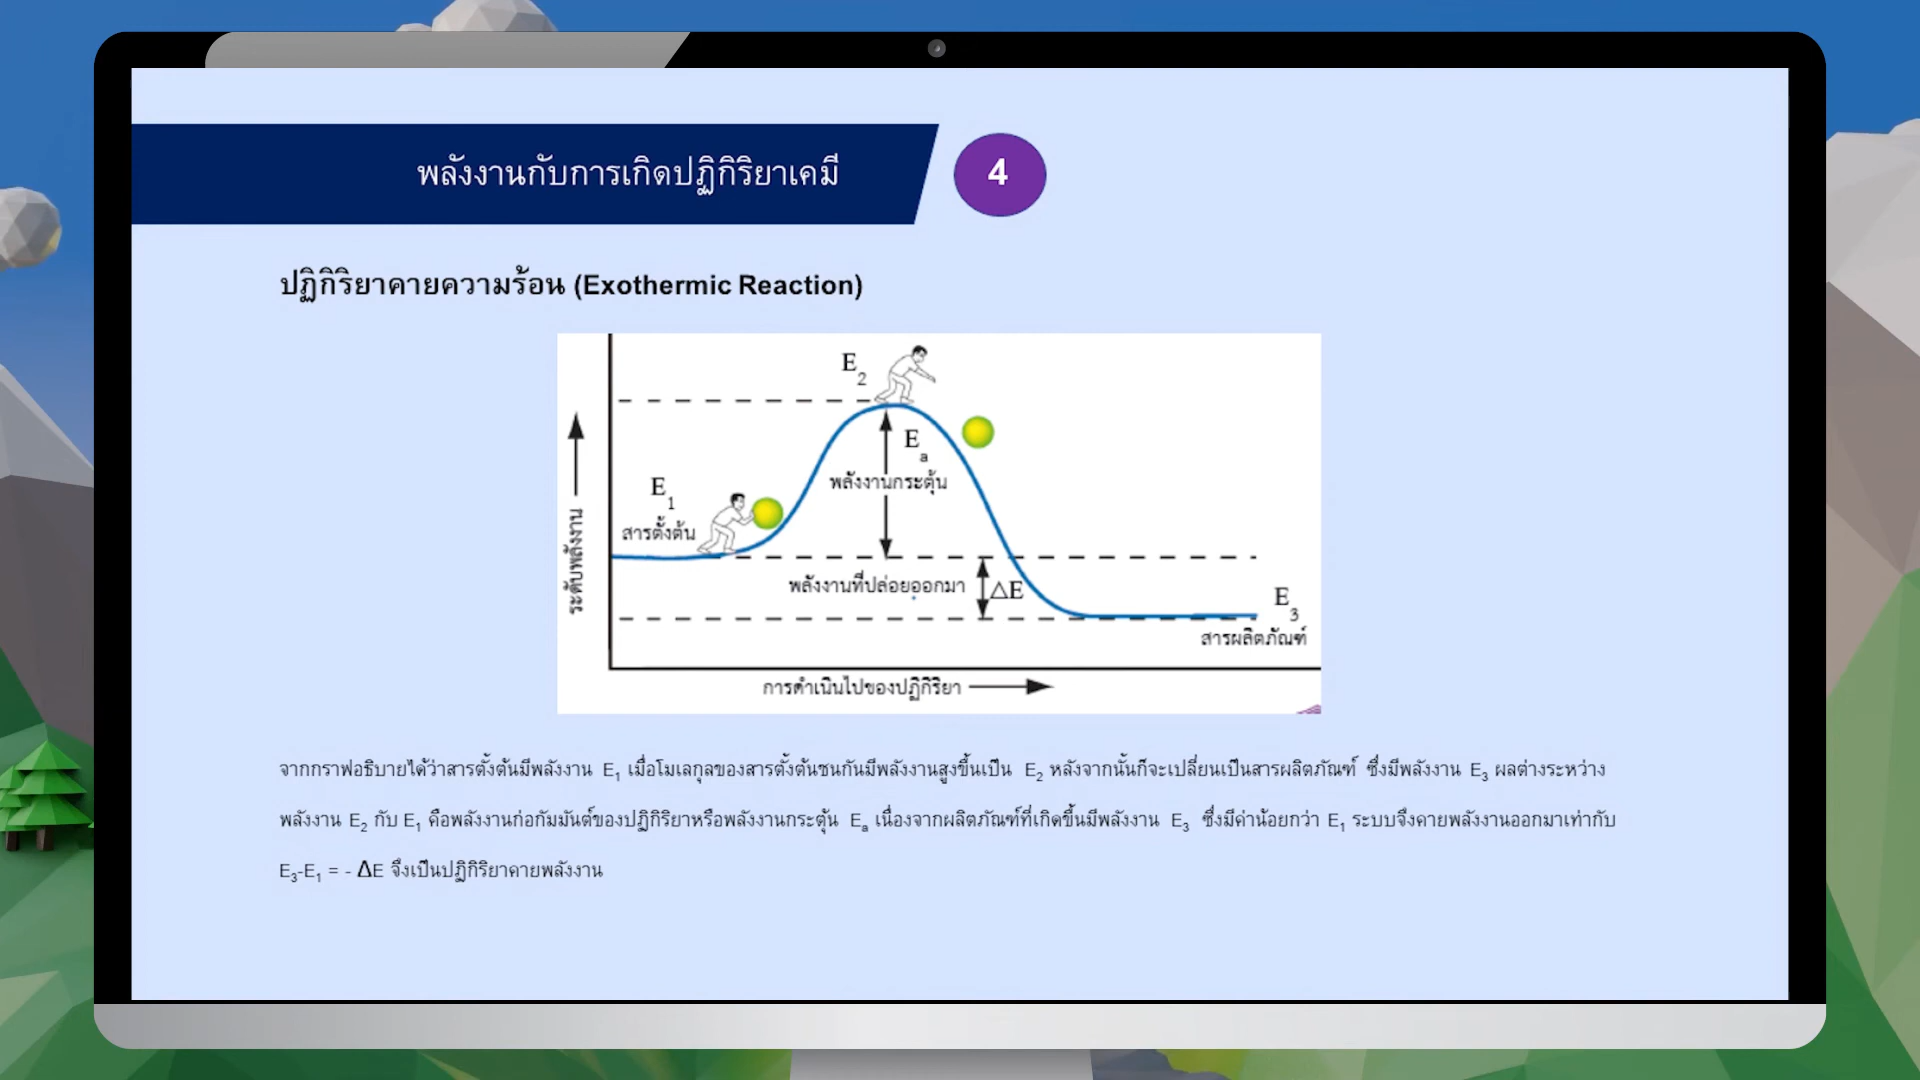 พลังงานกับการเกิดปฏิกิริยาเคมี
4
ปฏิกิริยาคายความร้อน (Exothermic Reaction)
E2
Ea
พลังงานกระตุ้น
E1
สารตั้งต้น
ระดับพลังงาน
พลังงานที่ปล่อยออกมา
△E
E3
สารผลิตภัณฑ์
การดำเนินไปของปฏิกิริยา
จากกราฟอธิบายได้ว่าสารตั้งต้นมีพลังงาน E1 เมื่อโมเลกุลของสารตั้งต้นชนกันมีพลังงานสูงขึ้นเป็น E2 หลังจากนั้นก็จะเปลี่ยนเป็นสารผลิตภัณฑ์ ซึ่งมีพลังงาน E3 ผลต่างระหว่าง
พลังงาน E2 กับ E1 คือพลังงานก่อกัมมันต์ของปฏิกิริยาหรือพลังงานกระตุ้น Ea เนื่องจากผลิตภัณฑ์ที่เกิดขึ้นมีพลังงาน E3 ซึ่งมีค่าน้อยกว่า E1 ระบบจึงคายพลังงานออกมาเท่ากับ
E3-E1 = - ΔE จึงเป็นปฏิกิริยาคายพลังงาน